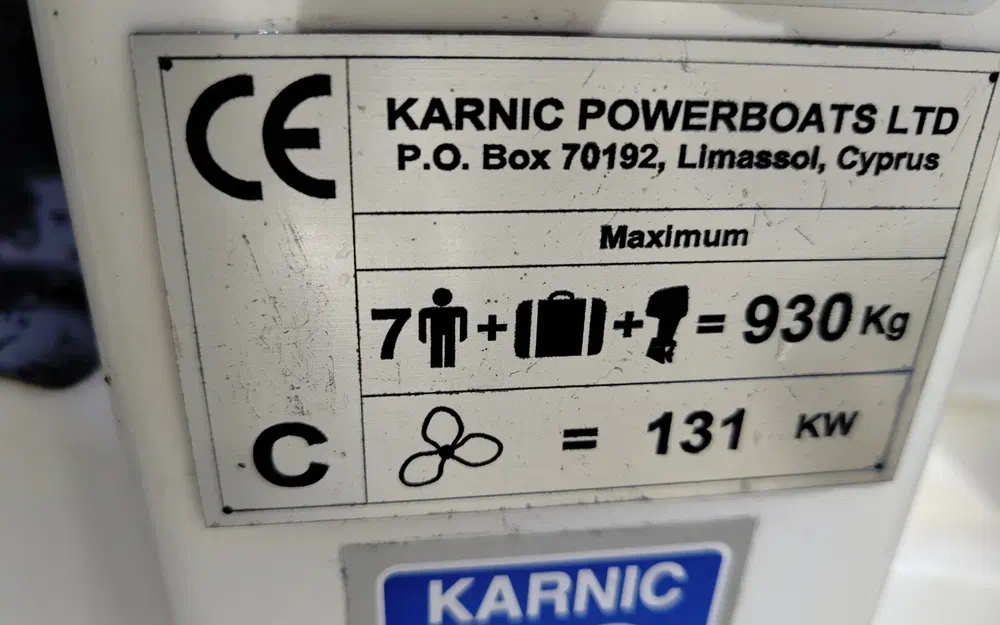 CE
KARNIC POWERBOATS LTD
P.O. Box 70192, Limassol, Cyprus
Maximum
7 + + = 930 Kg
C = 131 KW
KARNIC